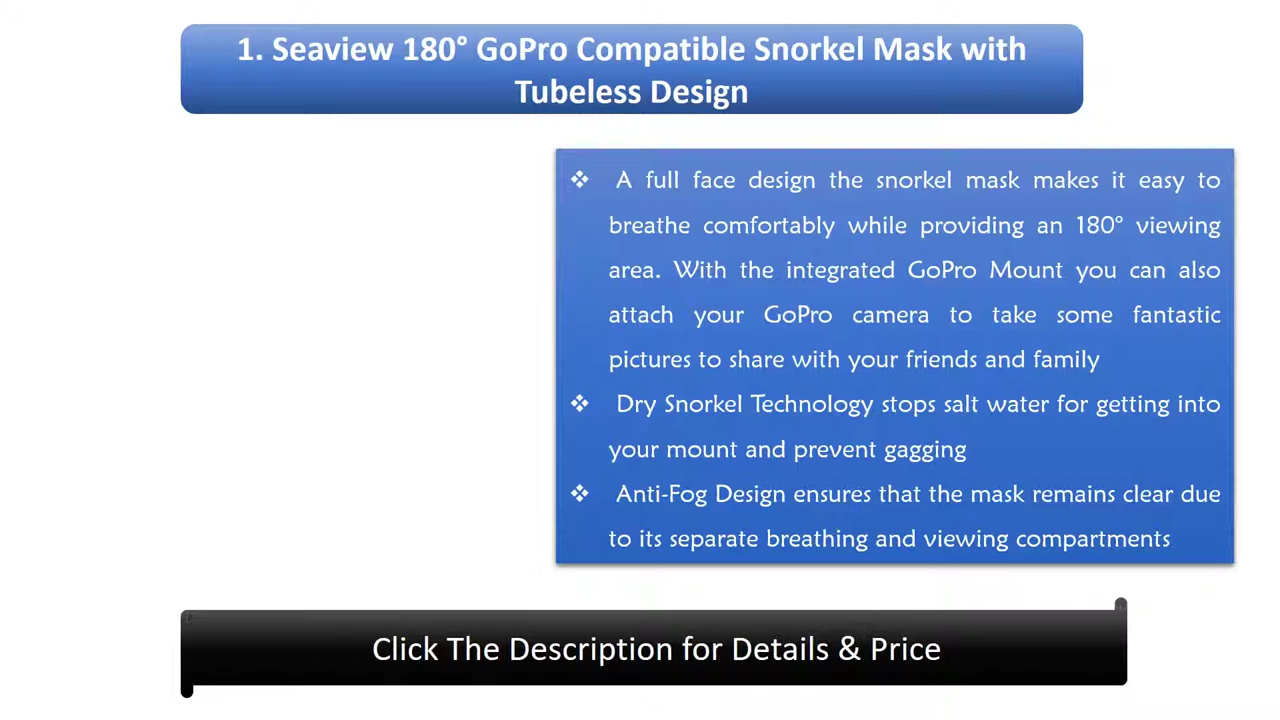 1. Seaview 180° GoPro Compatible Snorkel Mask with
Tubeless Design
❖ A full face design the snorkel mask makes it easy to
breathe comfortably while providing an 180° viewing
area. With the integrated GoPro Mount you can also
attach your GoPro camera to take some fantastic
pictures to share with your friends and family
❖ Dry Snorkel Technology stops salt water for getting into
your mount and prevent gagging
❖ Anti-Fog Design ensures that the mask remains clear due
to its separate breathing and viewing compartments
Click The Description for Details & Price